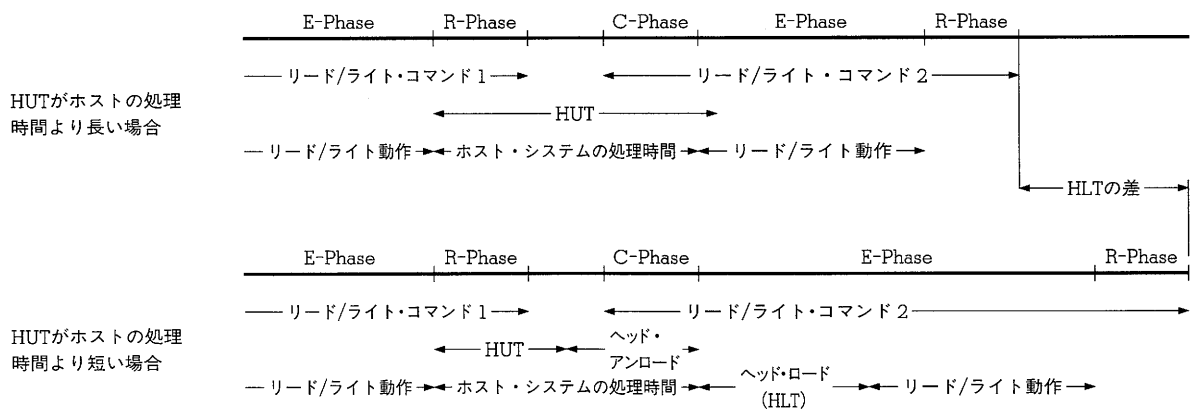 E-Phase R-Phase C-Phase E-Phase R-Phase
リード/ライト・コマンド1 リード/ライト・コマンド2
HUTがホストの処理
時間より長い場合
HUT
リード/ライト動作 ホスト・システムの処理時間 リード/ライト動作
HLTの差
E-Phase R-Phase C-Phase E-Phase R-Phase
リード/ライト・コマンド1 リード/ライト・コマンド2
HUTがホストの処理
時間より短い場合
HUT
ヘッド・
アンロード
リード/ライト動作 ホスト・システムの処理時間
ヘッド・ロード
(HLT)
リード/ライト動作